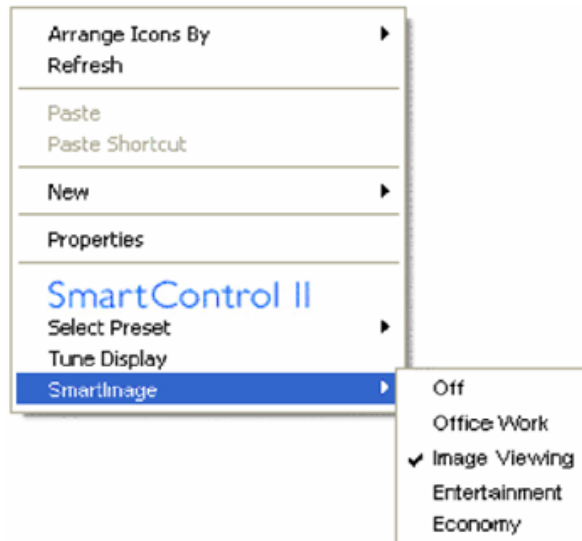 Arrange Icons By
Refresh
Paste
Paste Shortcut
New
Properties
SmartControl II
Select Preset
Tune Display
SmartImage
Off
Office Work
Image Viewing
Entertainment
Economy